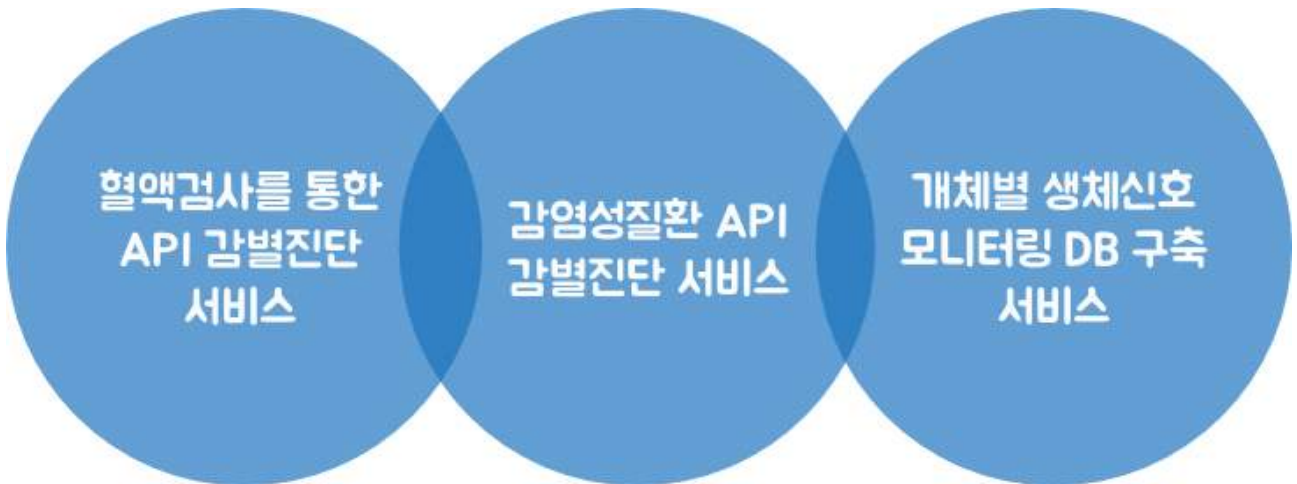 혈액검사를 통한
API 감별진단
서비스
감염성질환 API
감별진단 서비스
개체별 생체신호
모니터링 DB 구축
서비스